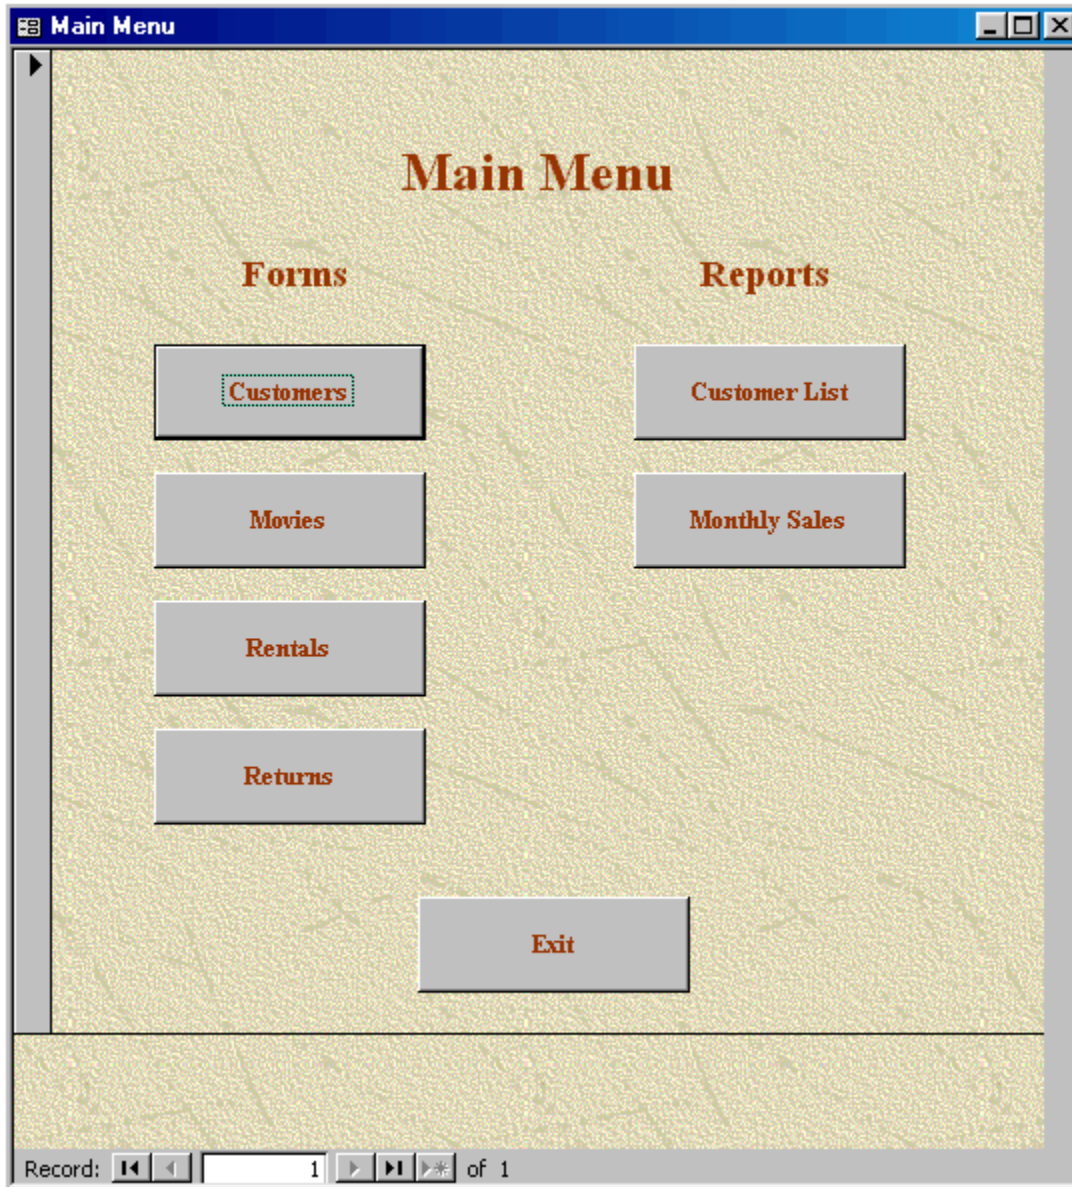 Main Menu
Main Menu
Forms
Reports
Customers
Customer List
Movies
Monthly Sales
Rentals
Returns
Exit
Record: 1 of 1